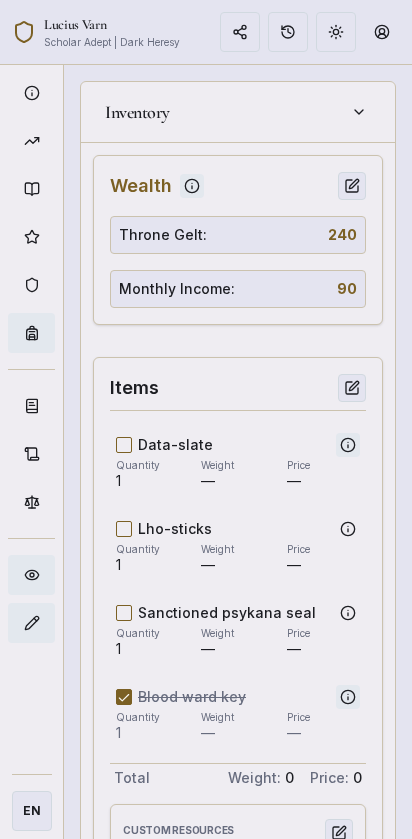 Lucius Varn
Scholar Adept | Dark Heresy
Inventory
Wealth
Throne Gelt: 240
Monthly Income: 90
Items
Data-slate
Quantity Weight Price
1 — —
Lho-sticks
Quantity Weight Price
1 — —
Sanctioned psykana seal
Quantity Weight Price
1 — —
Blood ward key
Quantity Weight Price
1 — —
Total Weight: 0 Price: 0
CUSTOM RESOURCES
EN